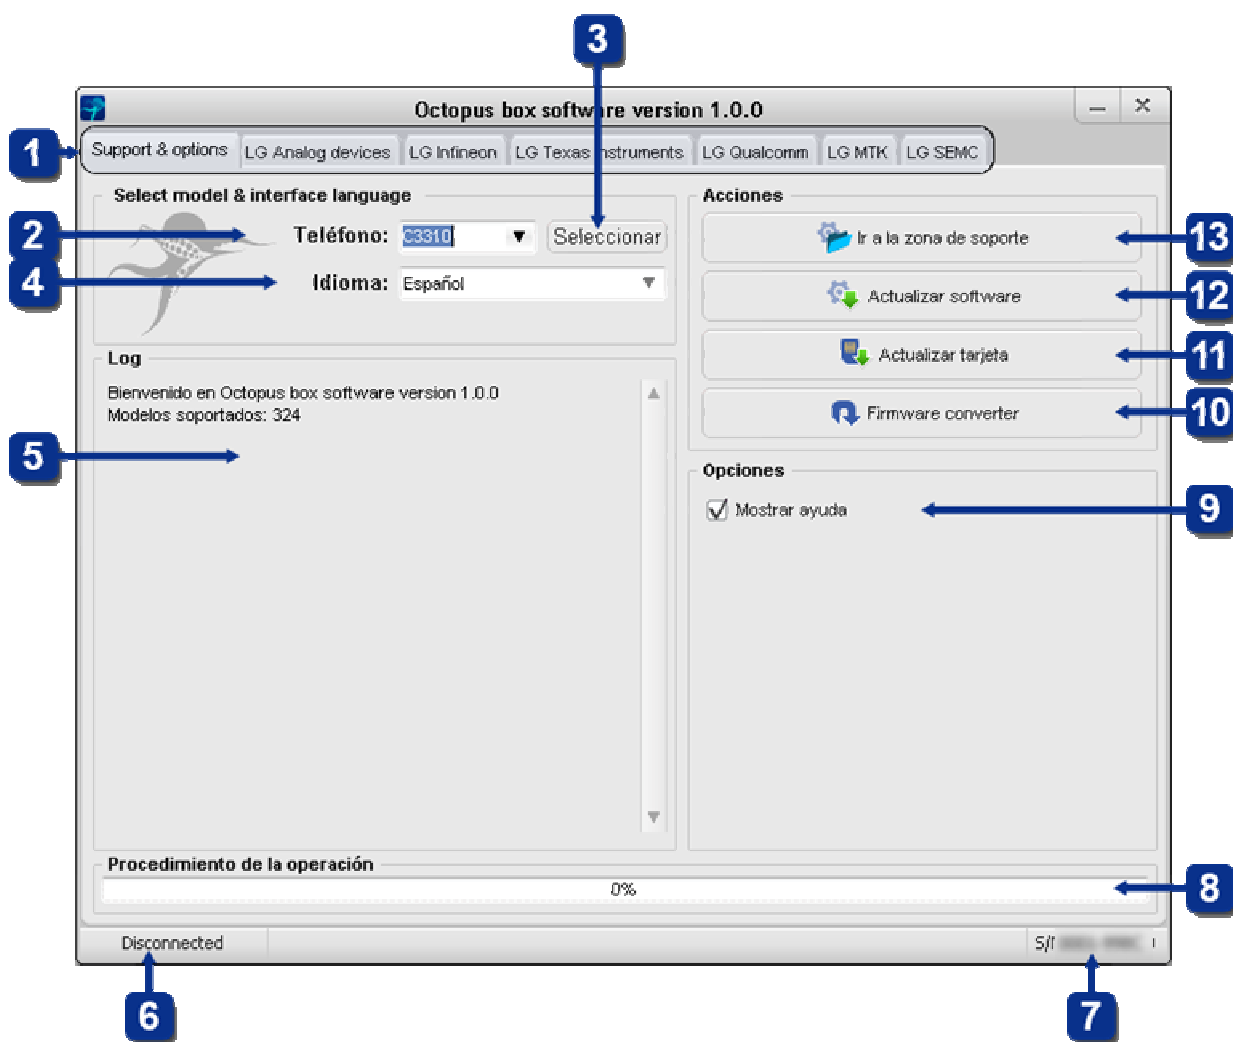 3
Octopus box software version 1.0.0
1
Support & options LG Analog devices LG Infineon LG Texas Instruments LG Qualcomm LG MTK LG SEMC
Select model & interface language
2
Teléfono: C3310 Seleccionar
4
Idioma: Español
Log
Bienvenido en Octopus box software version 1.0.0
Modelos soportados: 324
5
Acciones
Ir a la zona de soporte 13
Actualizar software 12
Actualizar tarjeta 11
Firmware converter 10
Opciones
Mostrar ayuda 9
Procedimiento de la operación
0% 8
Disconnected
6
7